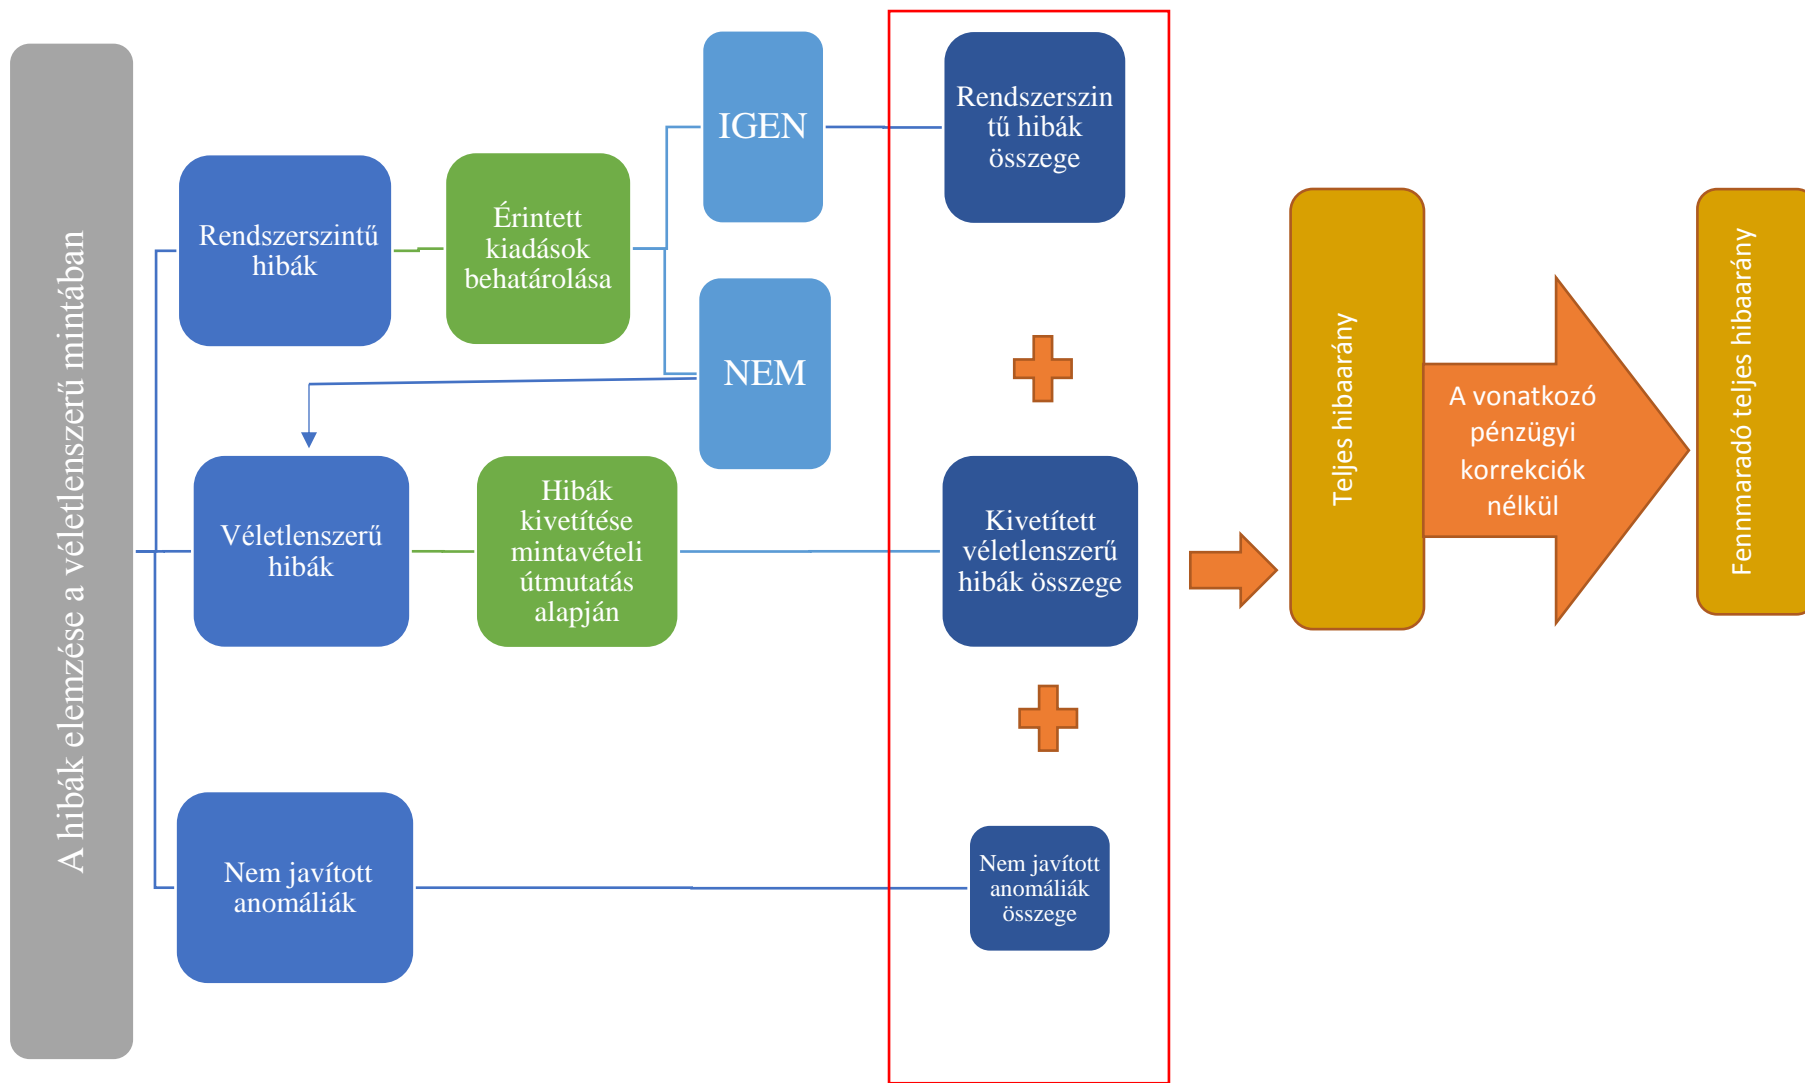 A hibák elemzése a véletlenszerű mintában
Rendszerszintű
hibák
Érintett
kiadások
behatárolása
IGEN
NEM
Rendszerszin
tű hibák
összege
Véletlenszerű
hibák
Hibák
kivetítése
mintavételi
útmutatás
alapján
Kivetített
véletlenszerű
hibák összege
Nem javított
anomáliák
Nem javított
anomáliák
összege
Teljes hibaarány
A vonatkozó
pénzügyi
korrekciók
nélkül
Fennmaradó teljes hibaarány